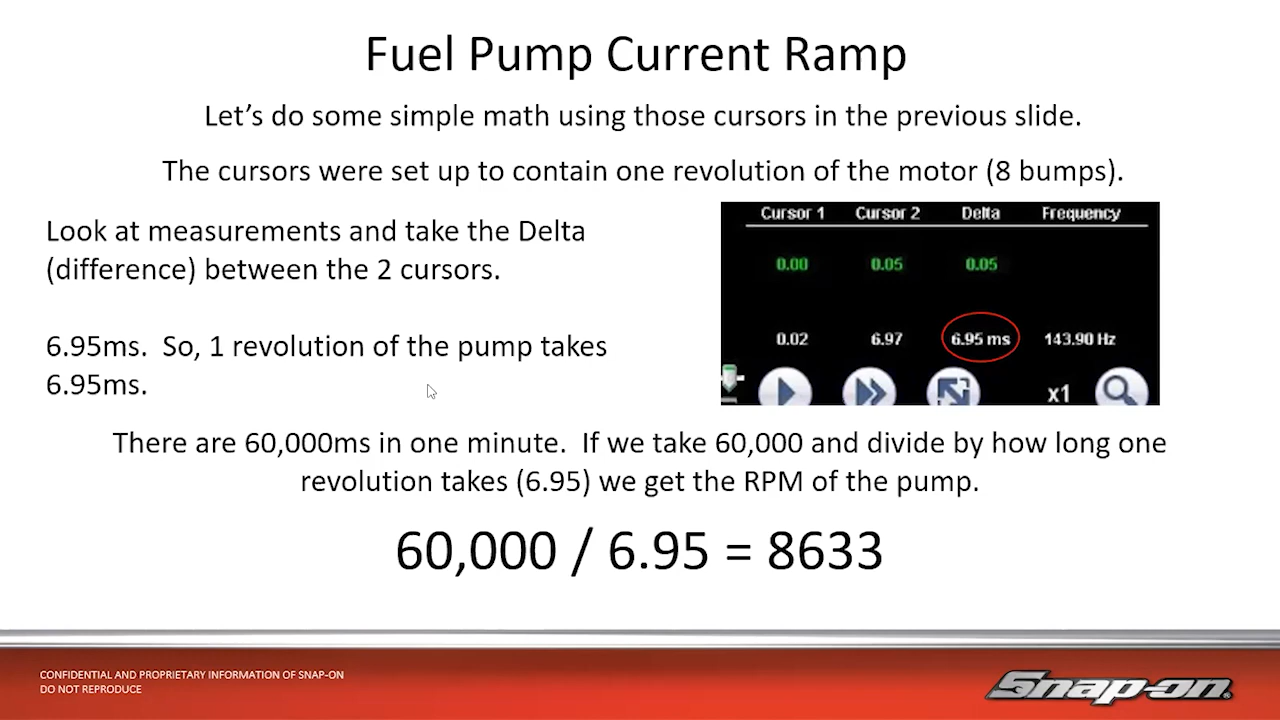 Fuel Pump Current Ramp
Let's do some simple math using those cursors in the previous slide.
The cursors were set up to contain one revolution of the motor (8 bumps).
Look at measurements and take the Delta
(difference) between the 2 cursors.
6.95ms.  So, 1 revolution of the pump takes
6.95ms.
Cursor 1 Cursor 2 Delta Frequency
0.00 0.05 0.05
0.02 6.97 6.95 ms 143.90 Hz
x1
There are 60,000ms in one minute.  If we take 60,000 and divide by how long one
revolution takes (6.95) we get the RPM of the pump.
60,000 / 6.95 = 8633
CONFIDENTIAL AND PROPRIETARY INFORMATION OF SNAP-ON
DO NOT REPRODUCE
Snap-on®